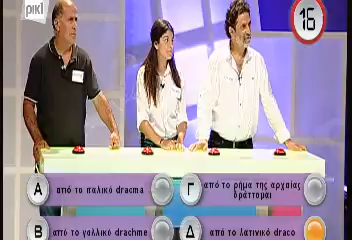 ρικ1
16
Α από το ιταλικό dracma
Γ από το ρήμα της αρχαίας
δράττομαι
Β από το γαλλικό drachme
Δ από το λατινικό draco